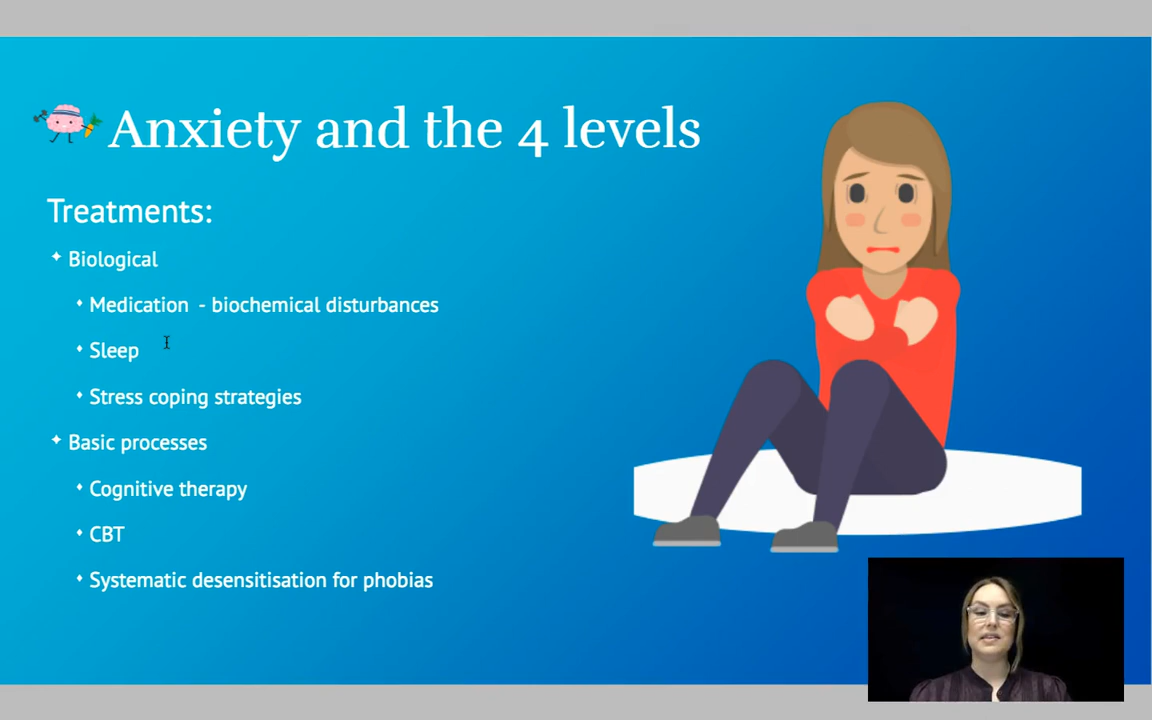 Anxiety and the 4 levels
Treatments:
Biological
Medication - biochemical disturbances
Sleep
Stress coping strategies
Basic processes
Cognitive therapy
CBT
Systematic desensitisation for phobias